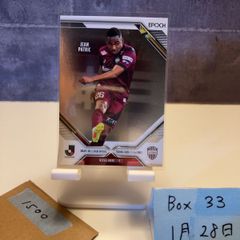 JEAN
PATRIC
EPOCH
26
1500
Box 33
1月28日